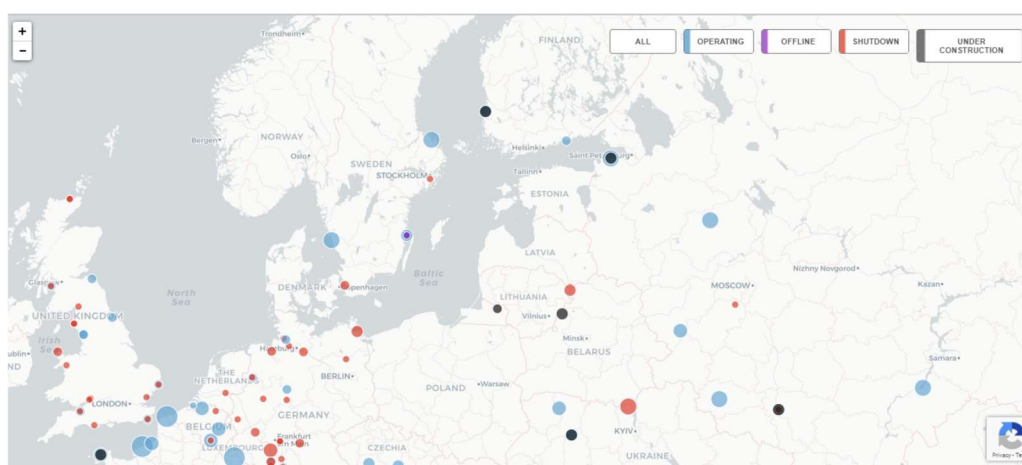 +
−
ALL
OPERATING
OFFLINE
SHUTDOWN
UNDER
CONSTRUCTION
Trondheim
FINLAND
Bergen
NORWAY
Oslo
SWEDEN
STOCKHOLM
Helsinki
Saint Petersburg
Tallinn
ESTONIA
LATVIA
Nizhny Novgorod
Baltic
Sea
Glasgow
North
Sea
DENMARK
Copenhagen
MOSCOW
Kazan
LITHUANIA
UNITED KINGDOM
Vilnius
Irish
Sea
Minsk
BELARUS
Hamburg
Samara
THE
NETHERLANDS
BERLIN
POLAND
Warsaw
LONDON
GERMANY
BELGIUM
KYIV
Frankfurt
LUXEMBOURG
CZECHIA
UKRAINE